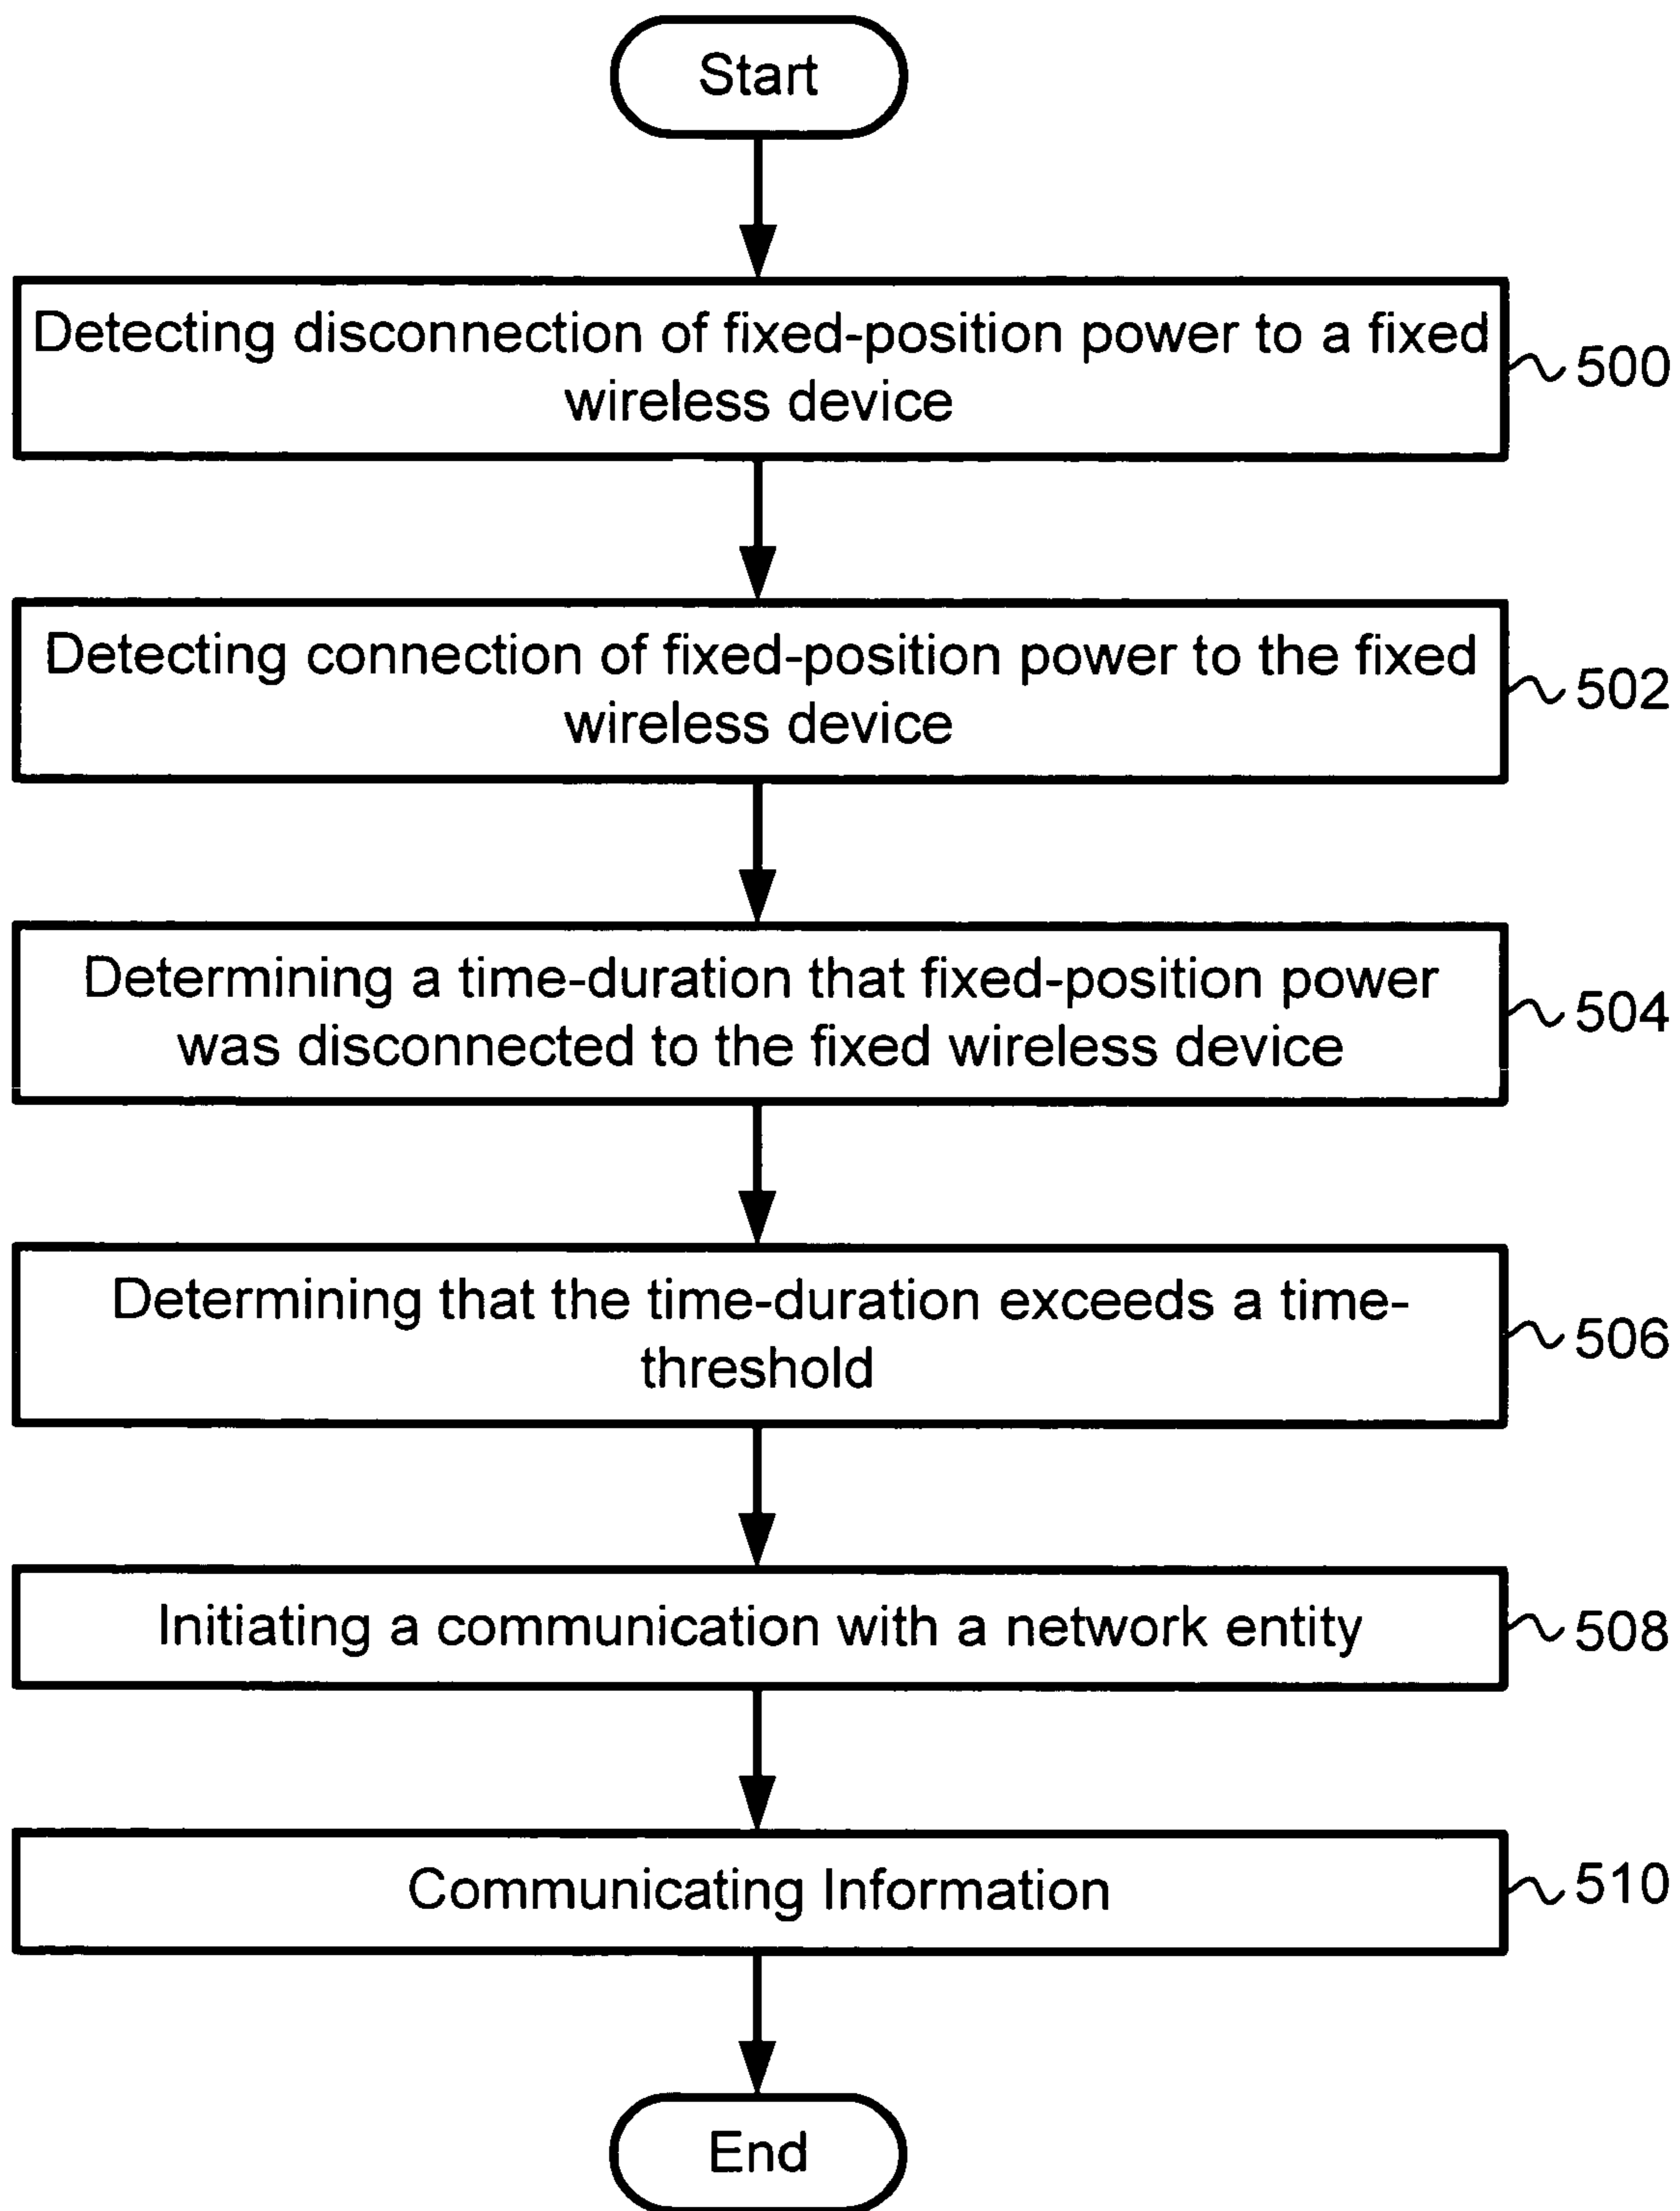 Start
Detecting disconnection of fixed-position power to a fixed
wireless device
500
Detecting connection of fixed-position power to the fixed
wireless device
502
Determining a time-duration that fixed-position power
was disconnected to the fixed wireless device
504
Determining that the time-duration exceeds a time-
threshold
506
Initiating a communication with a network entity
508
Communicating Information
510
End